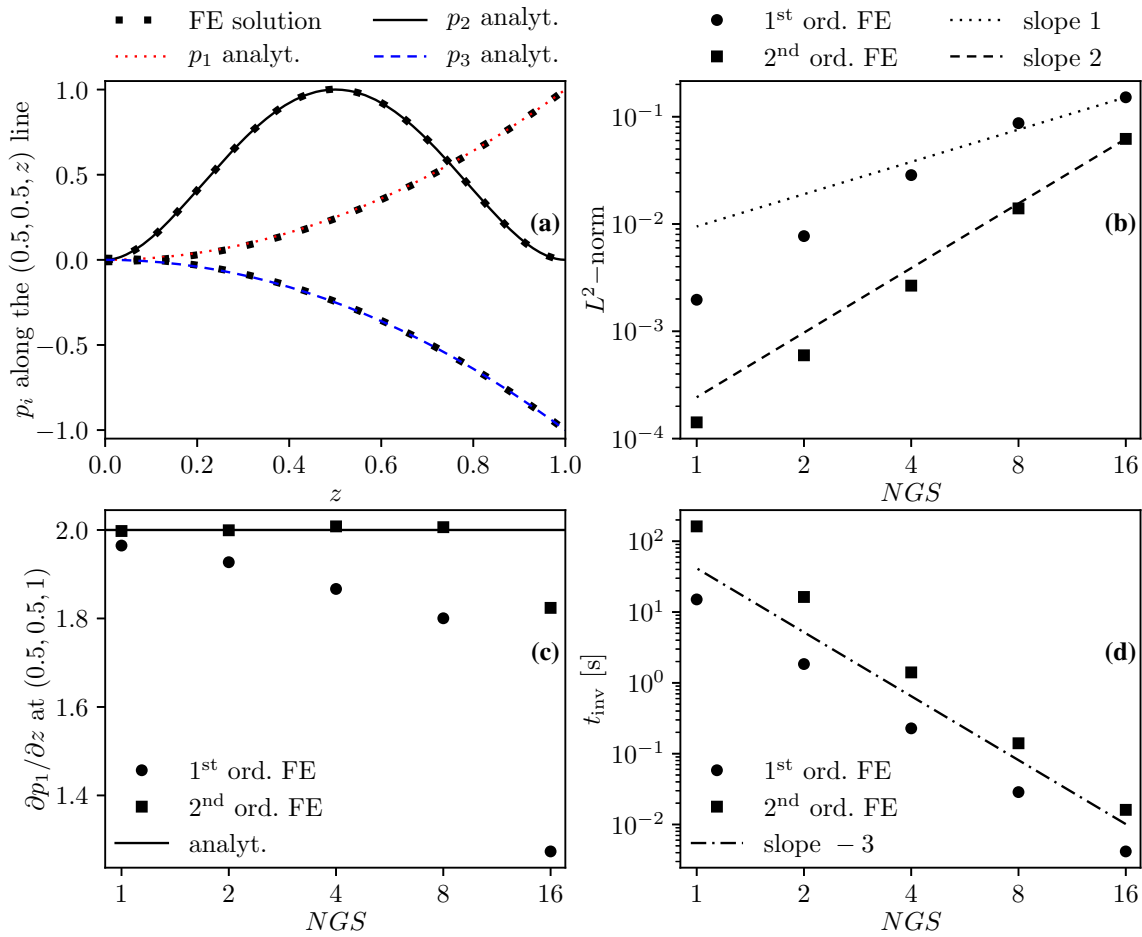 FE solution
p₂ analyt.
p₁ analyt.
p₃ analyt.
1st ord. FE
slope 1
2nd ord. FE
slope 2
pᵢ along the (0.5, 0.5, z) line
1.0
0.5
0.0
−0.5
−1.0
(a)
0.0 0.2 0.4 0.6 0.8 1.0
z
L²−norm
10⁻¹
10⁻²
10⁻³
10⁻⁴
(b)
1 2 4 8 16
NGS
∂p₁/∂z at (0.5, 0.5, 1)
2.0
1.8
1.6
1.4
(c)
1st ord. FE
2nd ord. FE
analyt.
1 2 4 8 16
NGS
t_inv [s]
10²
10¹
10⁰
10⁻¹
10⁻²
(d)
1st ord. FE
2nd ord. FE
slope −3
1 2 4 8 16
NGS